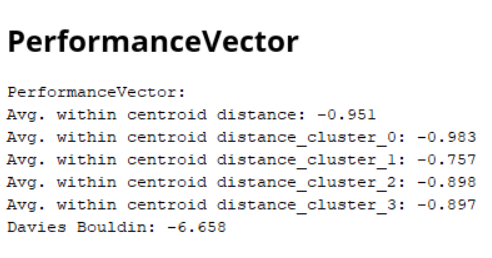 PerformanceVector
PerformanceVector:
Avg. within centroid distance: -0.951
Avg. within centroid distance_cluster_0: -0.983
Avg. within centroid distance_cluster_1: -0.757
Avg. within centroid distance_cluster_2: -0.898
Avg. within centroid distance_cluster_3: -0.897
Davies Bouldin: -6.658